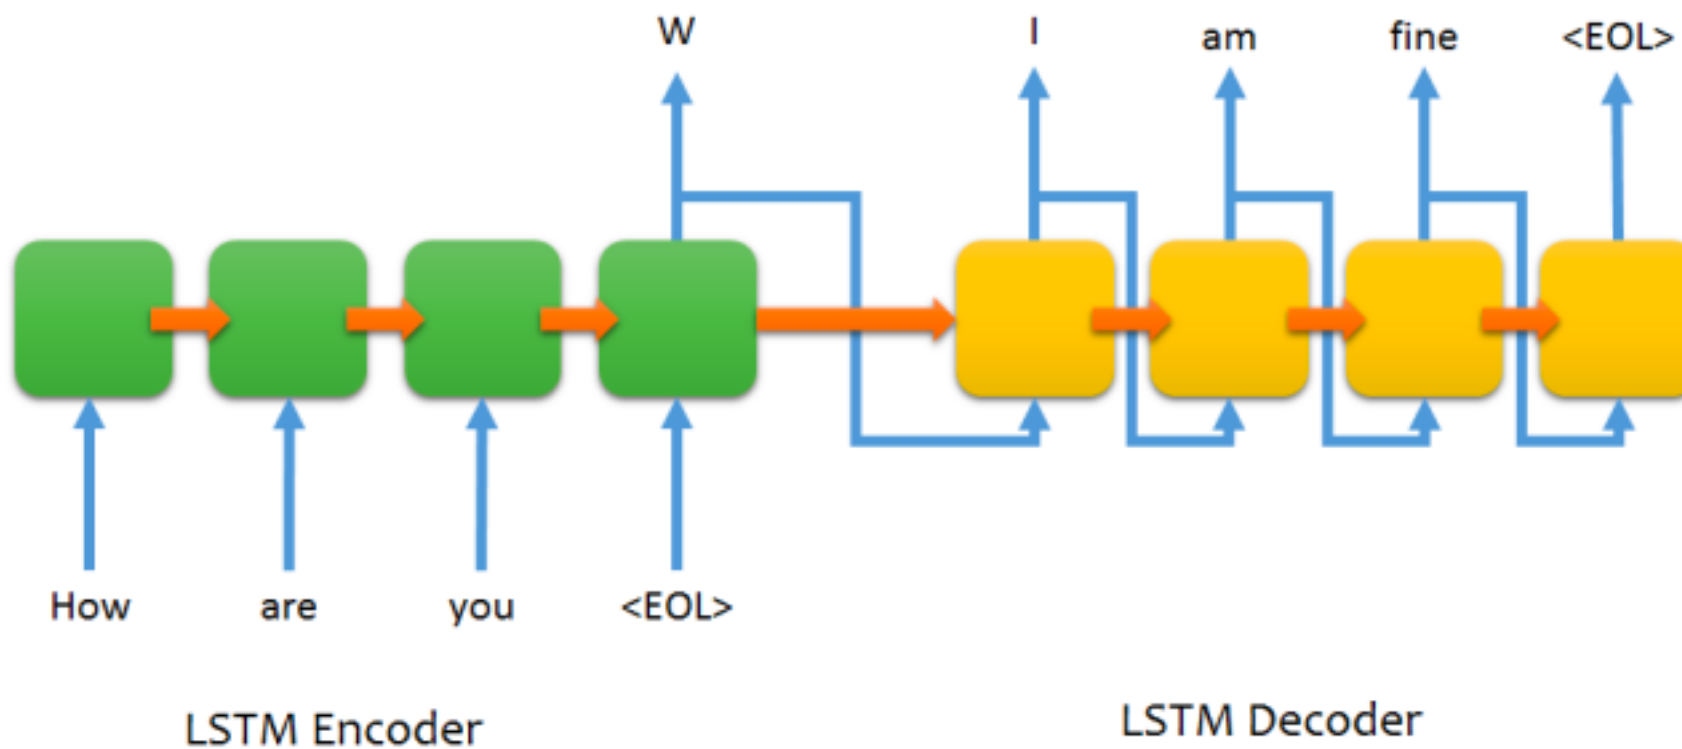 W I am fine <EOL>
How are you <EOL>
LSTM Encoder LSTM Decoder